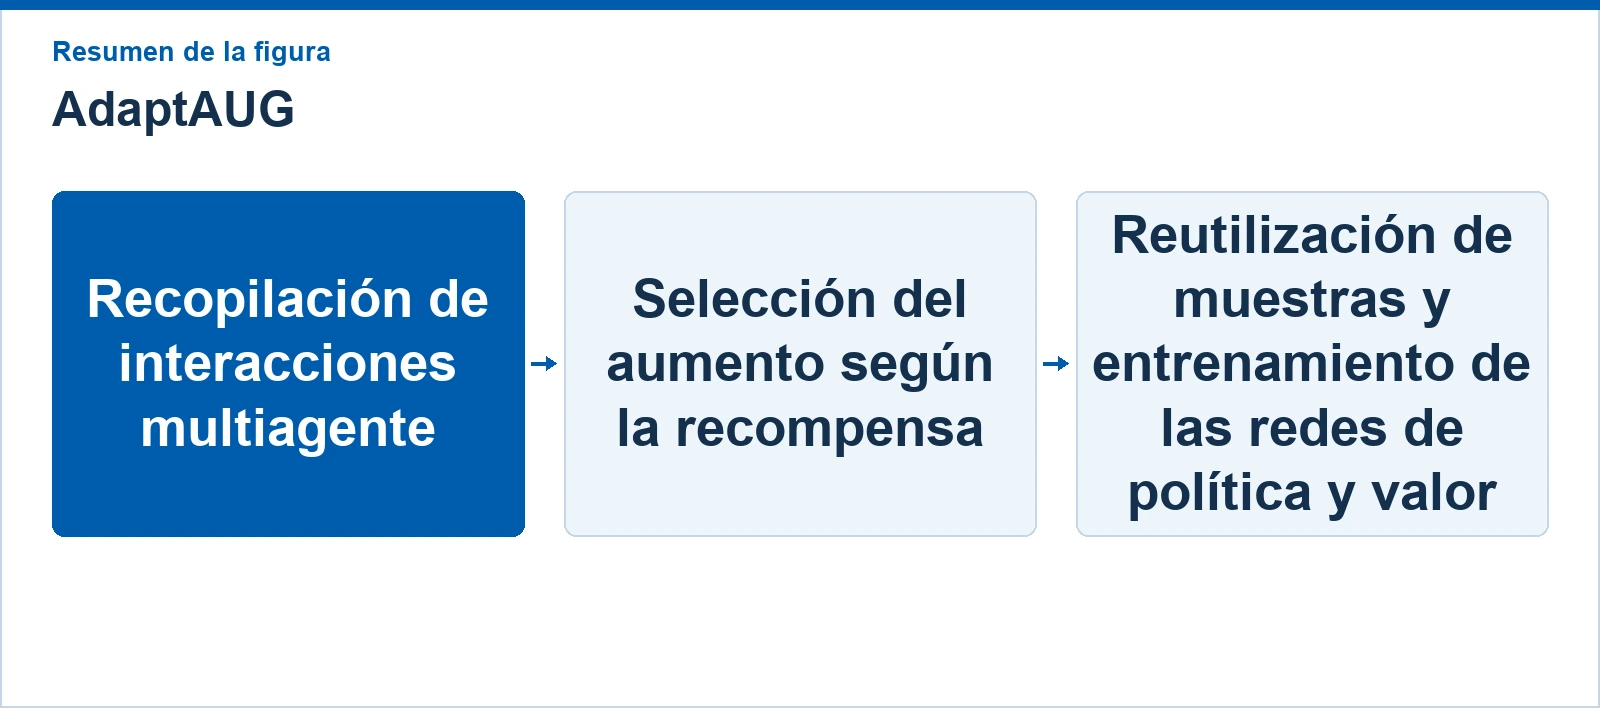 Resumen de la figura
AdaptAUG
Recopilación de
interacciones
multiagente
Selección del
aumento según
la recompensa
Reutilización de
muestras y
entrenamiento de
las redes de
política y valor